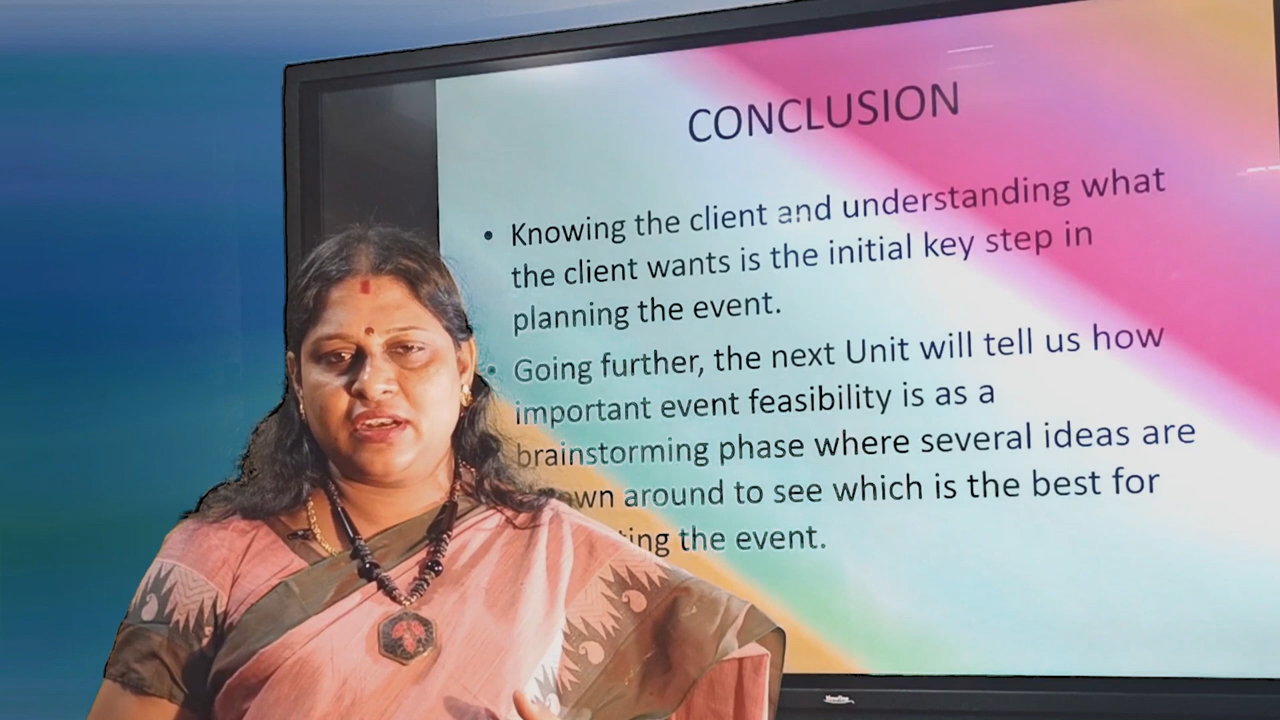 CONCLUSION
• Knowing the client and understanding what
the client wants is the initial key step in
planning the event.
• Going further, the next Unit will tell us how
important event feasibility is as a
brainstorming phase where several ideas are
around to see which is the best for
the event.